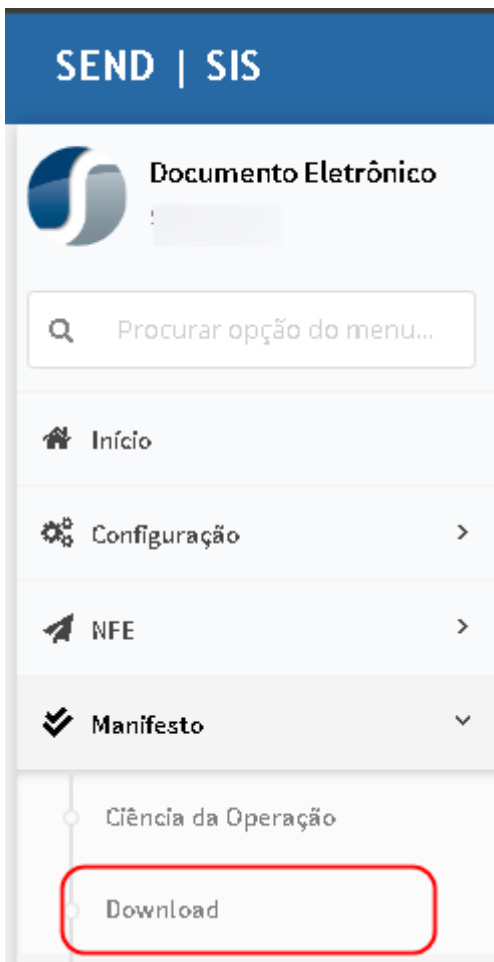 SEND | SIS
Documento Eletrônico
Procurar opção do menu...
Início
Configuração
NFE
Manifesto
Ciência da Operação
Download